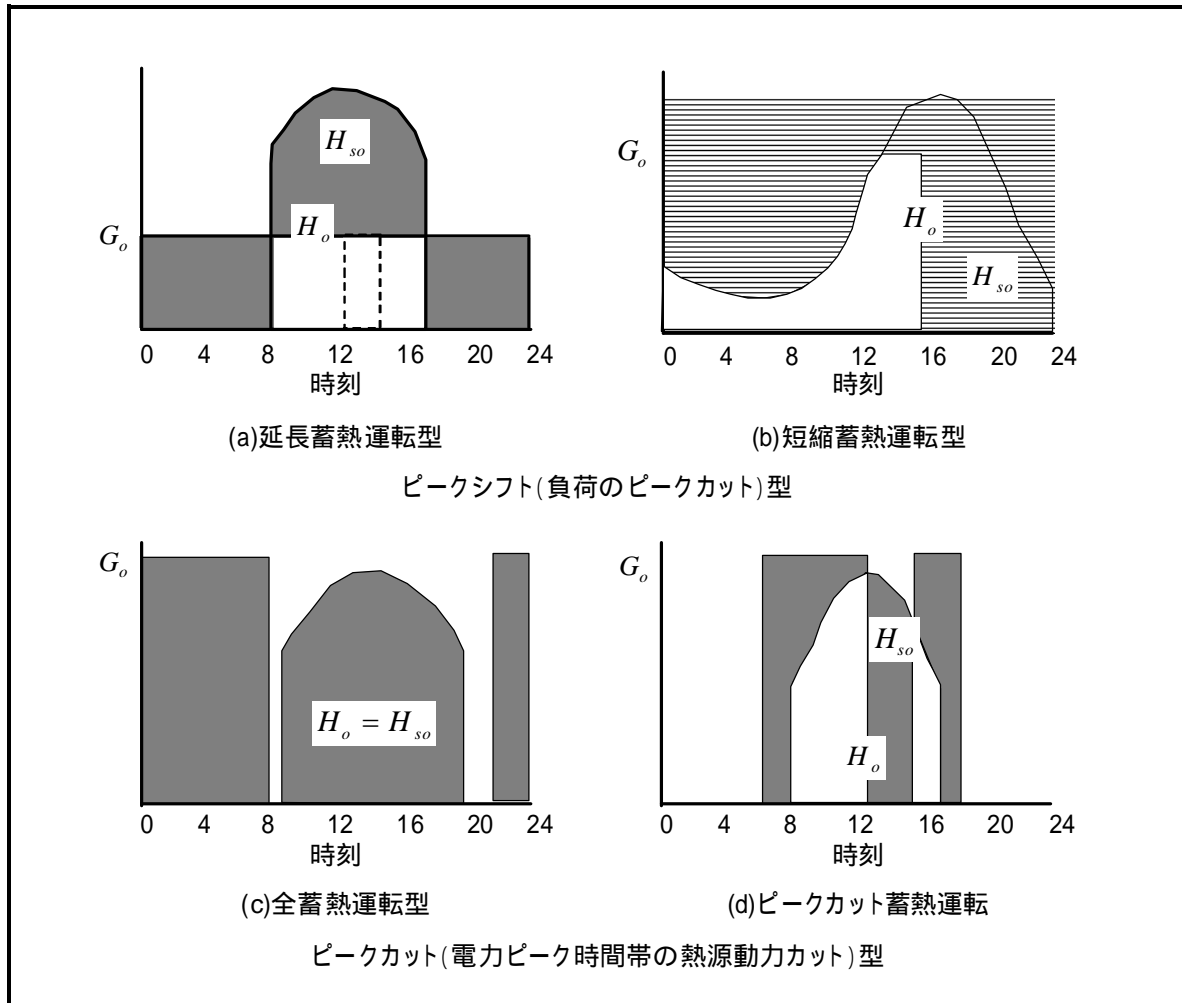 H_so
H_o
G_o
0 4 8 12 16 20 24
時刻
(a)延長蓄熱運転型
G_o
H_o
H_so
0 4 8 12 16 20 24
時刻
(b)短縮蓄熱運転型
ピークシフト(負荷のピークカット)型
G_o
H_o = H_so
0 4 8 12 16 20 24
時刻
(c)全蓄熱運転型
G_o
H_so
H_o
0 4 8 12 16 20 24
時刻
(d)ピークカット蓄熱運転
ピークカット(電力ピーク時間帯の熱源動力カット)型